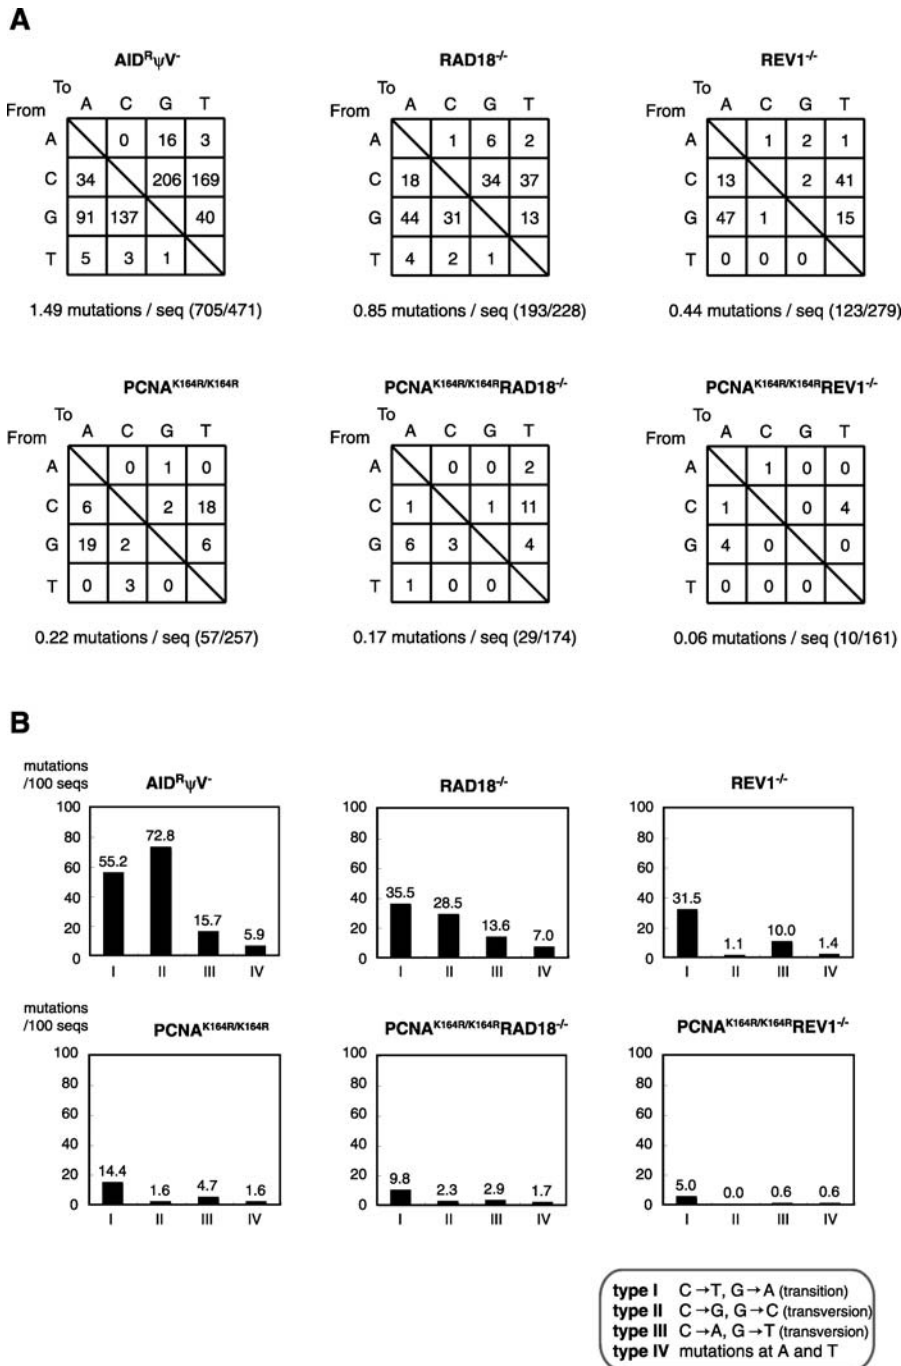 A
AIDᴿψV⁻ RAD18⁻/⁻ REV1⁻/⁻
To To To
From A C G T From A C G T From A C G T
A 0 16 3 A 1 6 2 A 1 2 1
C 34 206 169 C 18 34 37 C 13 2 41
G 91 137 40 G 44 31 13 G 47 1 15
T 5 3 1 T 4 2 1 T 0 0 0
1.49 mutations / seq (705/471) 0.85 mutations / seq (193/228) 0.44 mutations / seq (123/279)
PCNAK164R/K164R PCNAK164R/K164RRAD18⁻/⁻ PCNAK164R/K164RREV1⁻/⁻
To To To
From A C G T From A C G T From A C G T
A 0 1 0 A 0 0 2 A 1 0 0
C 6 2 18 C 1 1 11 C 1 0 4
G 19 2 6 G 6 3 4 G 4 0 0
T 0 3 0 T 1 0 0 T 0 0 0
0.22 mutations / seq (57/257) 0.17 mutations / seq (29/174) 0.06 mutations / seq (10/161)
B
mutations
/100 seqs
AIDᴿψV⁻ RAD18⁻/⁻ REV1⁻/⁻
100 100 100
80 80 80
60 60 60
40 40 40
20 20 20
0 0 0
55.2 72.8 15.7 5.9 35.5 28.5 13.6 7.0 31.5 1.1 10.0 1.4
I II III IV I II III IV I II III IV
mutations
/100 seqs
PCNAK164R/K164R PCNAK164R/K164RRAD18⁻/⁻ PCNAK164R/K164RREV1⁻/⁻
100 100 100
80 80 80
60 60 60
40 40 40
20 20 20
0 0 0
14.4 1.6 4.7 1.6 9.8 2.3 2.9 1.7 5.0 0.0 0.6 0.6
I II III IV I II III IV I II III IV
type I C→T, G→A (transition)
type II C→G, G→C (transversion)
type III C→A, G→T (transversion)
type IV mutations at A and T